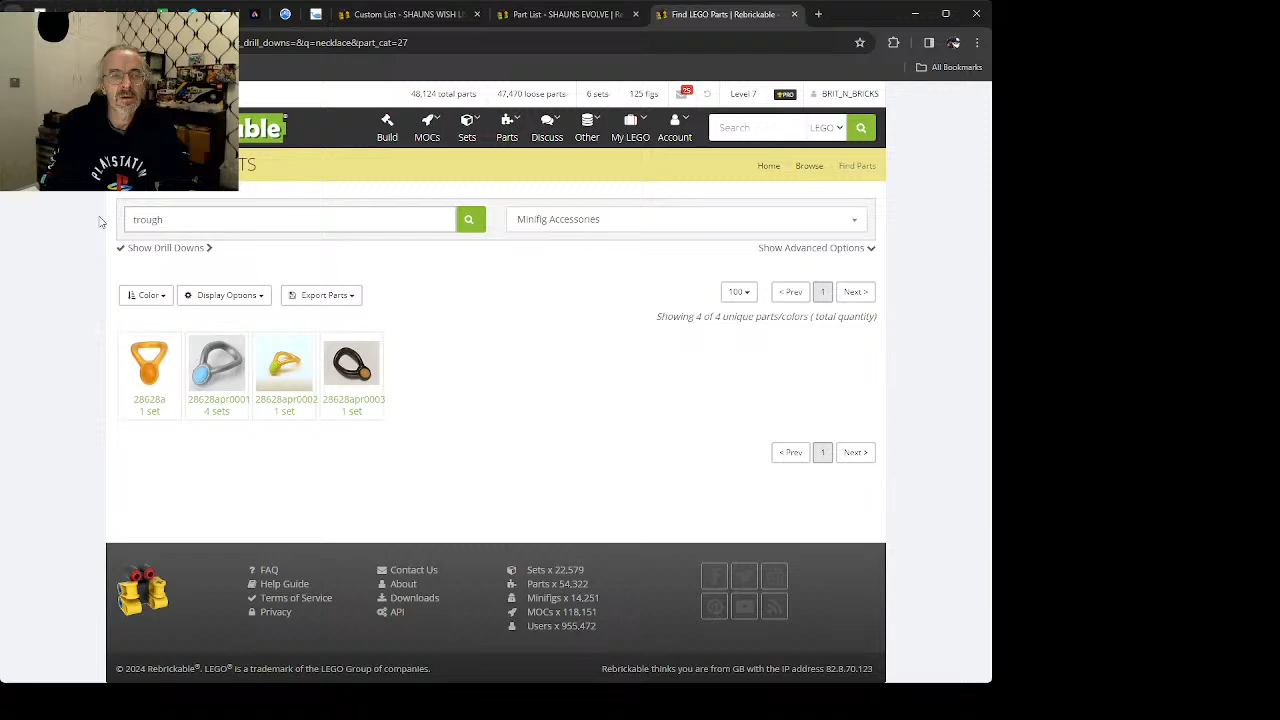 Custom List - SHAUNS WISH L
Part List - SHAUNS EVOLVE | Re
Find LEGO Parts | Rebrickable -
_drill_downs=&q=necklace&part_cat=27
All Bookmarks
48,124 total parts
47,470 loose parts
6 sets
125 figs
25
Level 7
PRO
BRIT_N_BRICKS
able
Build
MOCs
Sets
Parts
Discuss
Other
My LEGO
Account
Search
LEGO
TS
Home
Browse
Find Parts
PLAYSTATION
trough
Minifig Accessories
Show Drill Downs
Show Advanced Options
Color
Display Options
Export Parts
100
< Prev
1
Next >
Showing 4 of 4 unique parts/colors ( total quantity)
28628a
1 set
28628apr0001
4 sets
28628apr0002
1 set
28628apr0003
1 set
< Prev
1
Next >
FAQ
Help Guide
Terms of Service
Privacy
Contact Us
About
Downloads
API
Sets x 22,579
Parts x 54,322
Minifigs x 14,251
MOCs x 118,151
Users x 955,472
© 2024 Rebrickable®. LEGO® is a trademark of the LEGO Group of companies.
Rebrickable thinks you are from GB with the IP address 82.8.70.123